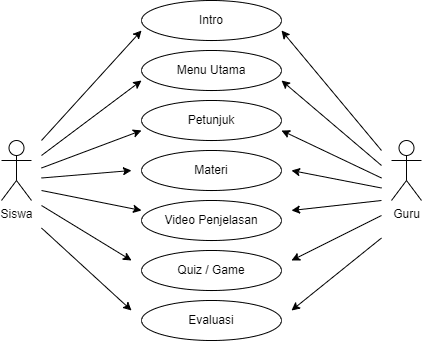 Intro
Menu Utama
Petunjuk
Materi
Siswa
Guru
Video Penjelasan
Quiz / Game
Evaluasi